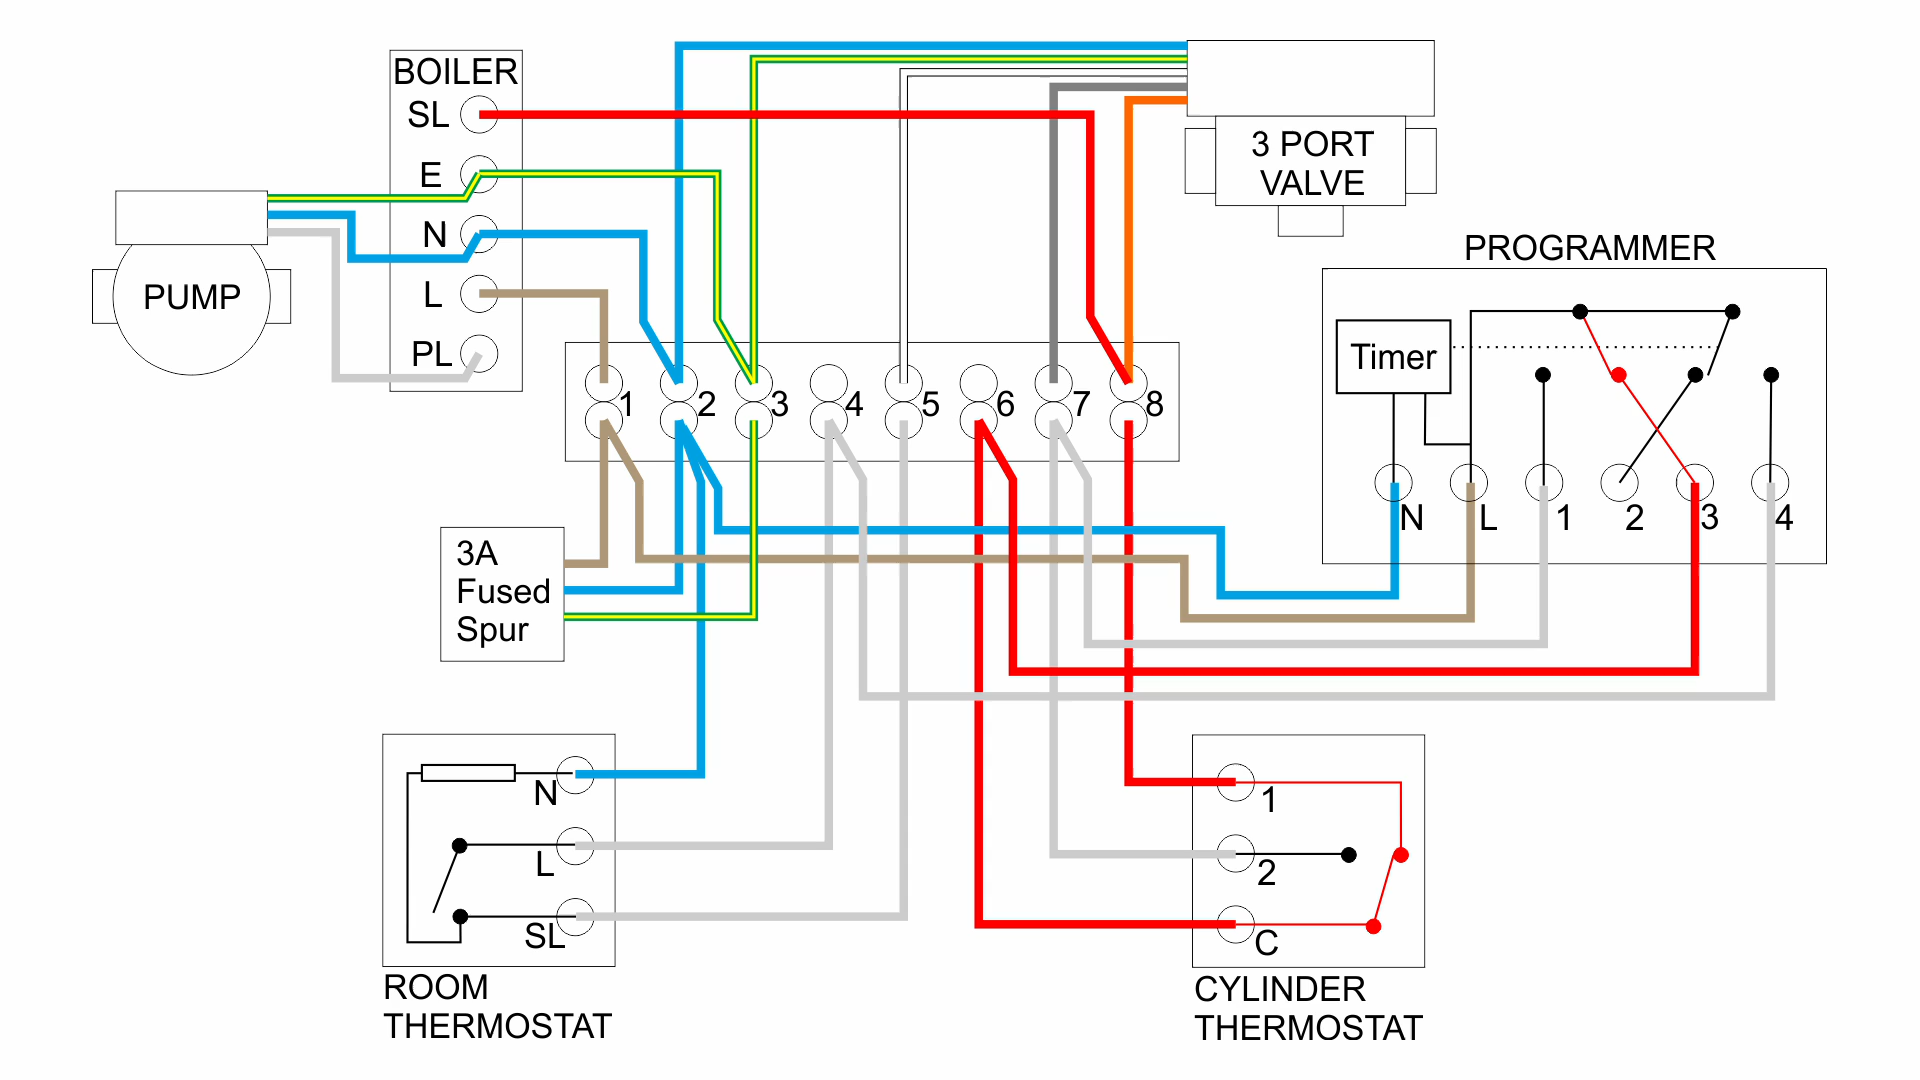 BOILER
SL
E
N
L
PL
PUMP
3 PORT
VALVE
PROGRAMMER
Timer
N
L
1
2
3
4
1
2
3
4
5
6
7
8
3A
Fused
Spur
N
L
SL
ROOM
THERMOSTAT
1
2
C
CYLINDER
THERMOSTAT